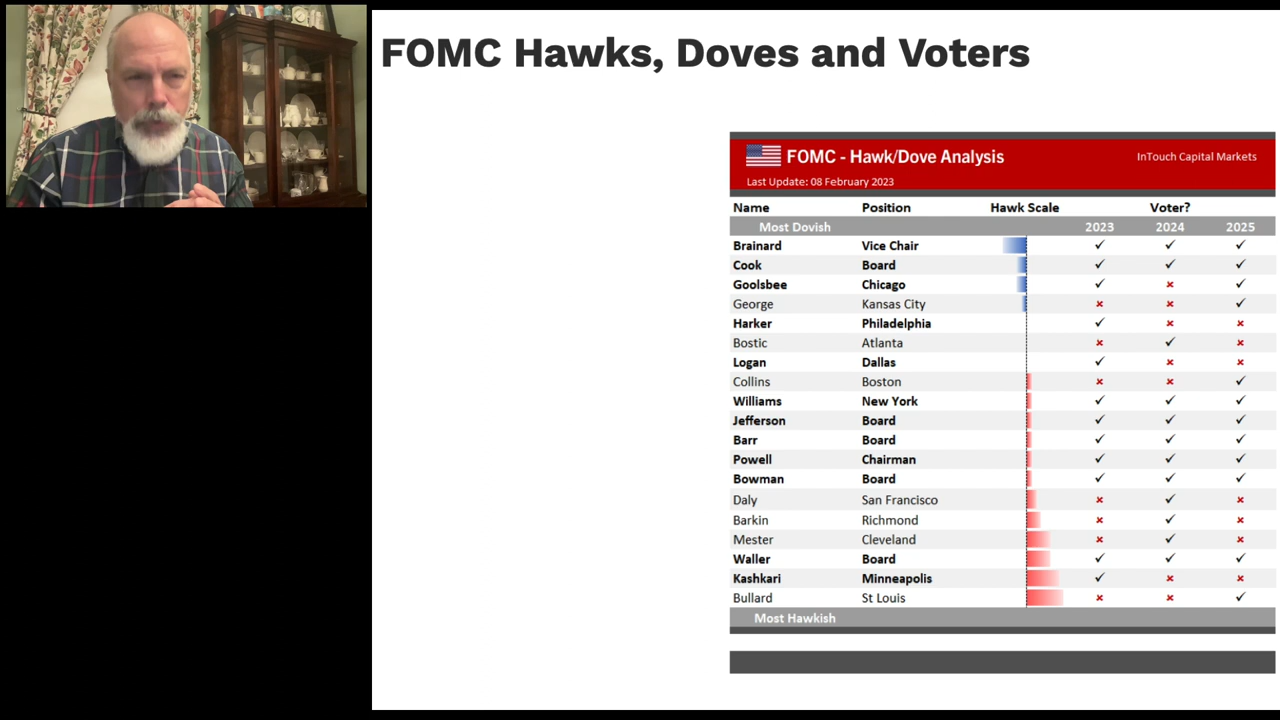 FOMC Hawks, Doves and Voters
FOMC - Hawk/Dove Analysis InTouch Capital Markets
Last Update: 08 February 2023
Name Position Hawk Scale Voter?
Most Dovish 2023 2024 2025
Brainard Vice Chair ✓ ✓ ✓
Cook Board ✓ ✓ ✓
Goolsbee Chicago ✓ × ✓
George Kansas City × × ✓
Harker Philadelphia ✓ × ×
Bostic Atlanta × ✓ ×
Logan Dallas ✓ × ×
Collins Boston × × ✓
Williams New York ✓ ✓ ✓
Jefferson Board ✓ ✓ ✓
Barr Board ✓ ✓ ✓
Powell Chairman ✓ ✓ ✓
Bowman Board ✓ ✓ ✓
Daly San Francisco × ✓ ×
Barkin Richmond × ✓ ×
Mester Cleveland × ✓ ×
Waller Board ✓ ✓ ✓
Kashkari Minneapolis ✓ × ×
Bullard St Louis × × ✓
Most Hawkish